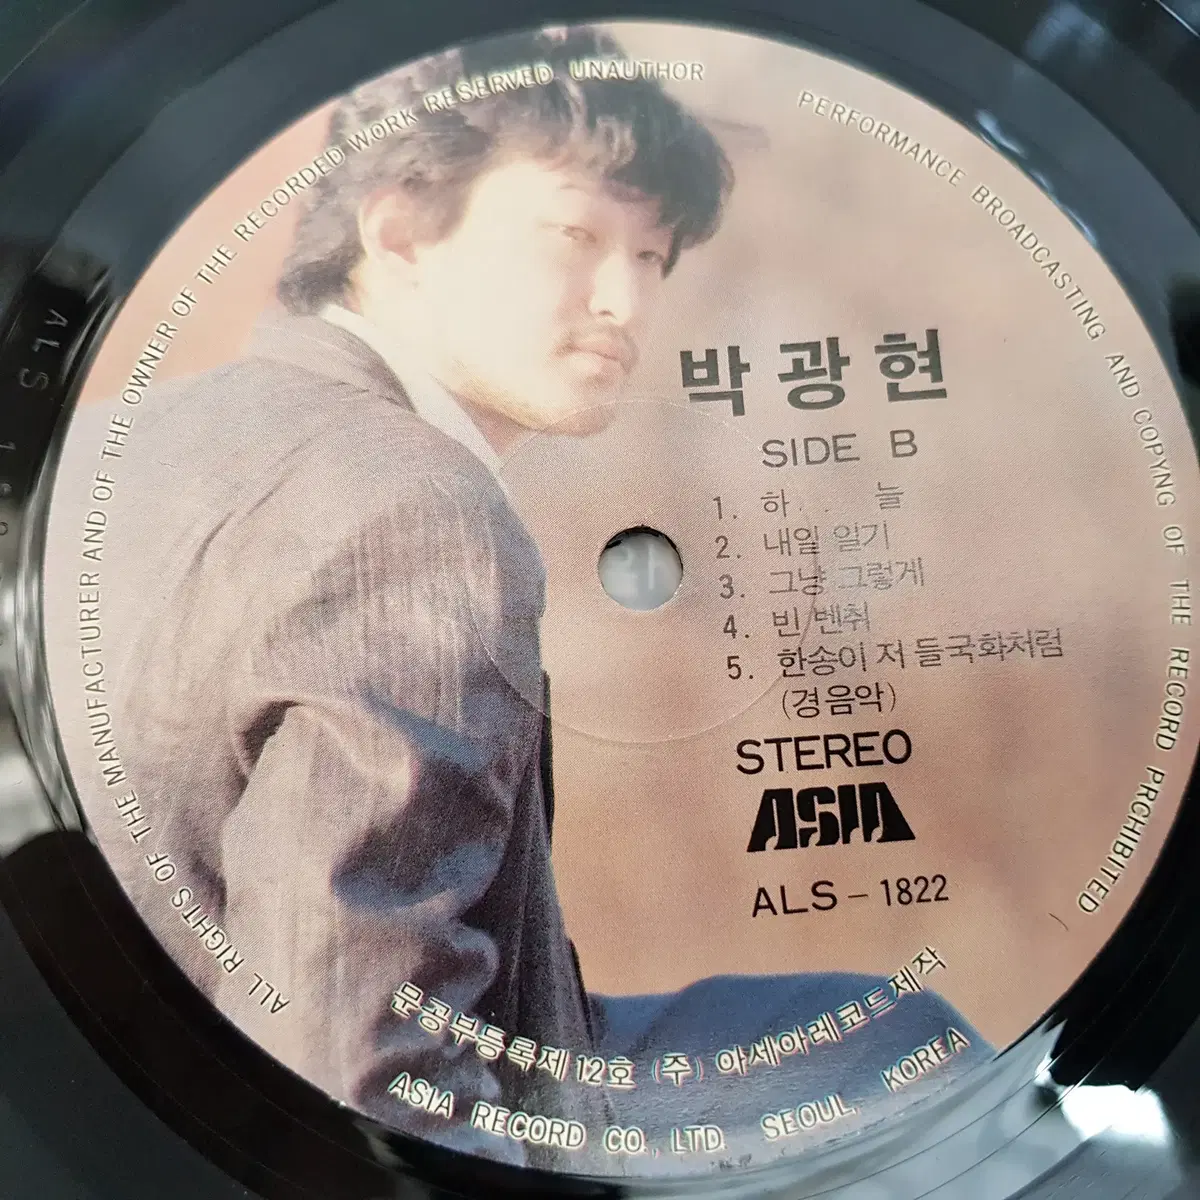 ALL RIGHTS OF THE MANUFACTURER AND OF THE OWNER OF THE RECORDED WORK RESERVED UNAUTHOR
PERFORMANCE BROADCASTING AND COPYNG OF THE RECORD PRCHIBITED
박광현
SIDE B
1. 하... 늘
2. 내일 일기
3. 그냥 그렇게
4. 빈 벤취
5. 한송이 저 들국화처럼
(경음악)
STEREO
ASIA
ALS-1822
문공부등록제12호 (주) 아세아레코드제작
ASIA RECORD CO., LTD. SEOUL, KOREA
ALS